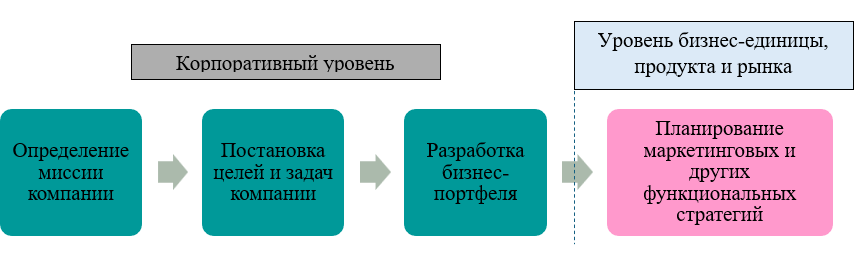 Корпоративный уровень
Уровень бизнес-единицы,
продукта и рынка
Определение
миссии
компании
Постановка
целей и задач
компании
Разработка
бизнес-
портфеля
Планирование
маркетинговых и
других
функциональных
стратегий